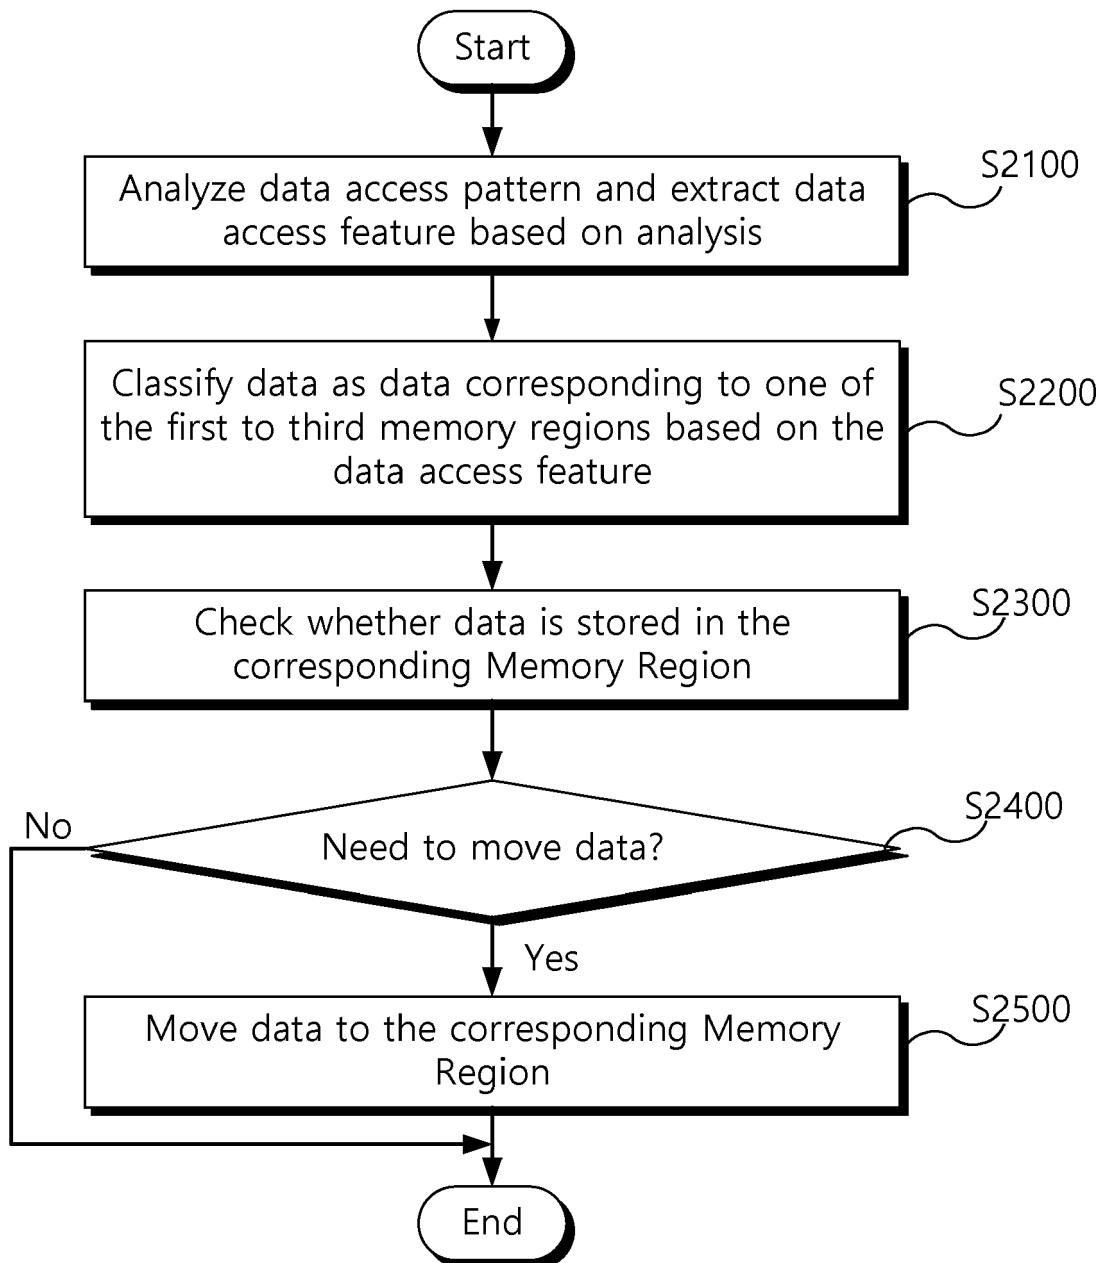 Start
S2100
Analyze data access pattern and extract data
access feature based on analysis
S2200
Classify data as data corresponding to one of
the first to third memory regions based on the
data access feature
S2300
Check whether data is stored in the
corresponding Memory Region
S2400
No
Need to move data?
Yes
S2500
Move data to the corresponding Memory
Region
End